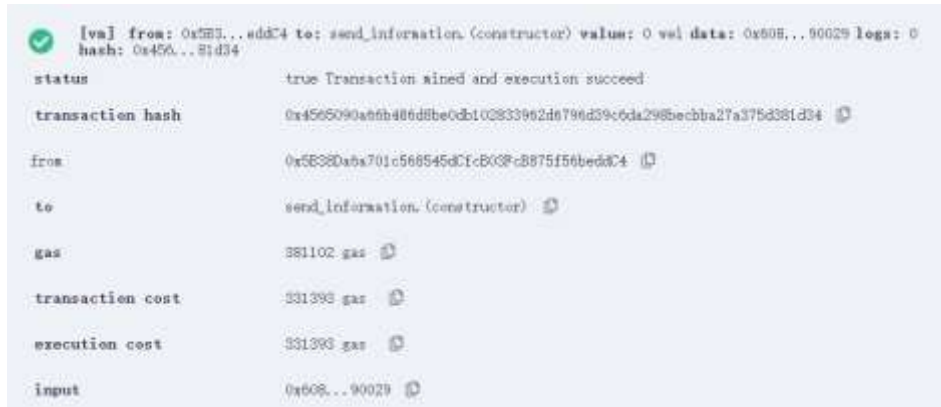 [vm] from: 0x5B3...eddC4 to: send_information.(constructor) value: 0 wei data: 0x608...90029 logs: 0
hash: 0x456...81d34
status true Transaction mined and execution succeed
transaction hash
from
to send_information.(constructor)
gas 381102 gas
transaction cost 331393 gas
execution cost 331393 gas
input 0x608...90029